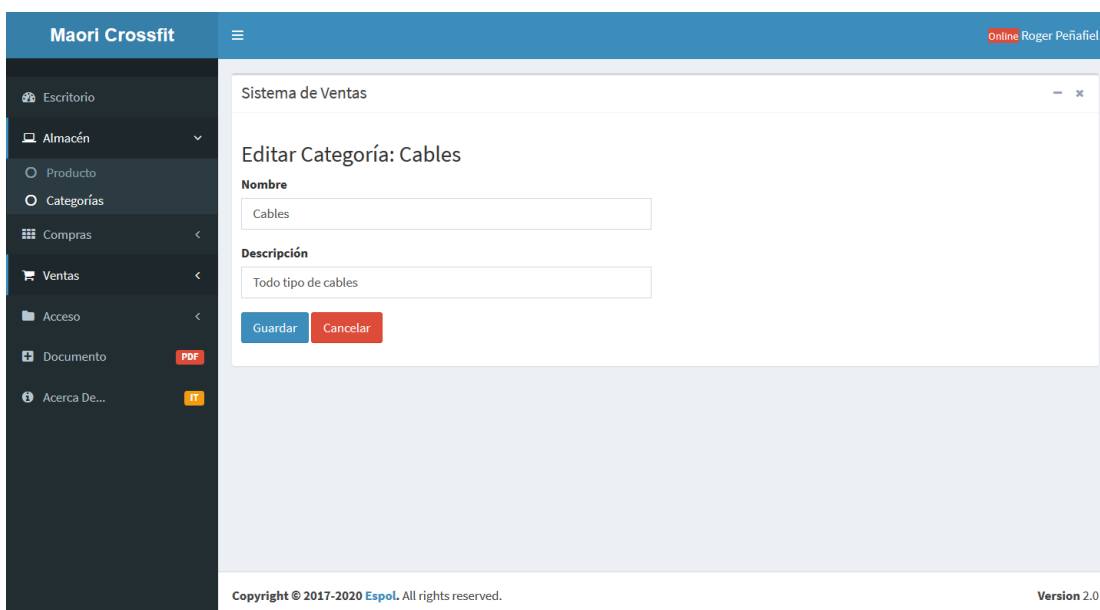 Maori Crossfit
Online Roger Peñafiel
Escritorio
Almacén
Producto
Categorías
Compras
Ventas
Acceso
Documento PDF
Acerca De... IT
Sistema de Ventas
Editar Categoría: Cables
Nombre
Cables
Descripción
Todo tipo de cables
Guardar Cancelar
Copyright © 2017-2020 Espol. All rights reserved. Version 2.0